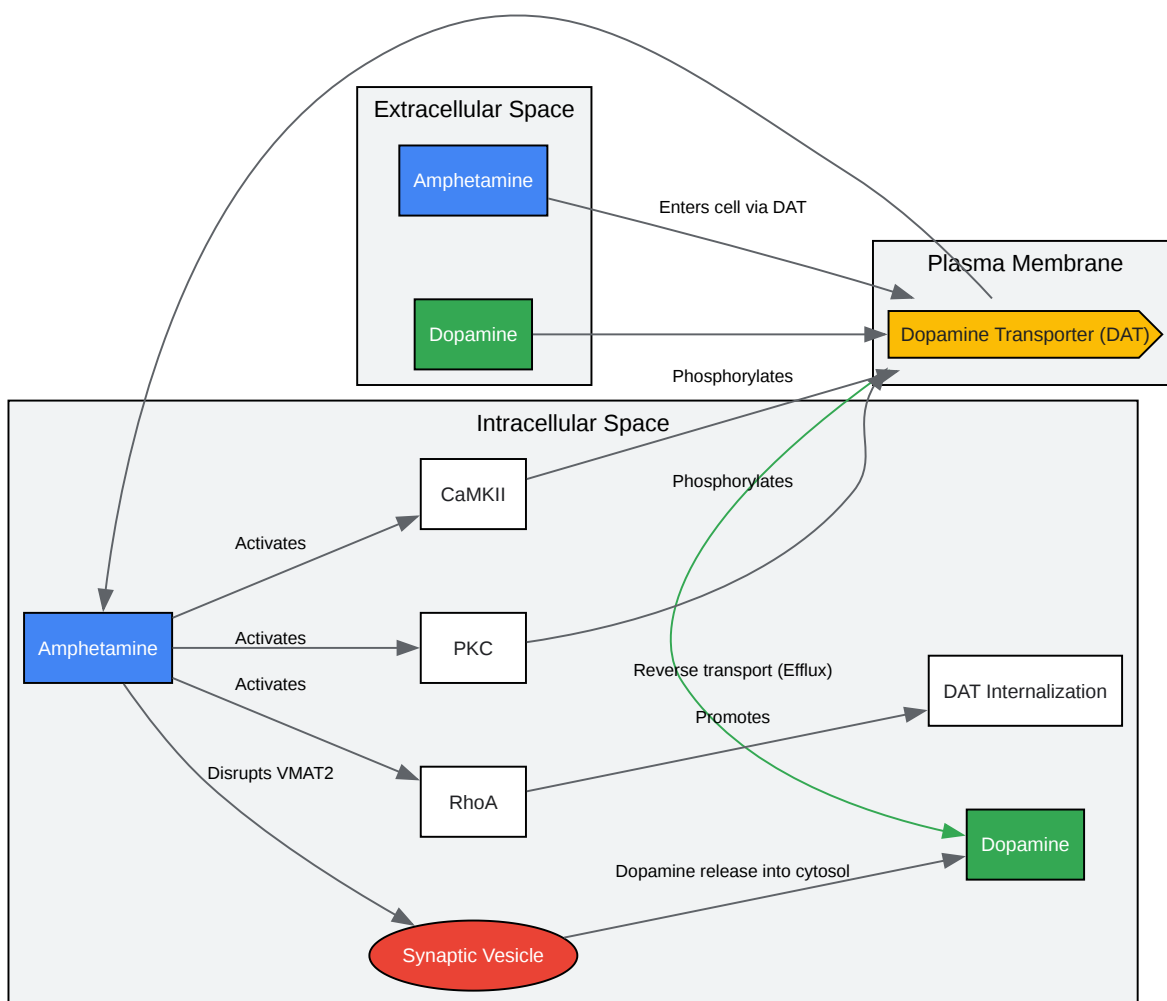 Extracellular Space
Amphetamine
Enters cell via DAT
Plasma Membrane
Dopamine
Dopamine Transporter (DAT)
Phosphorylates
Intracellular Space
CaMKII
Phosphorylates
Activates
Amphetamine
Activates
PKC
Activates
Reverse transport (Efflux)
DAT Internalization
Promotes
Disrupts VMAT2
RhoA
Dopamine
Dopamine release into cytosol
Synaptic Vesicle